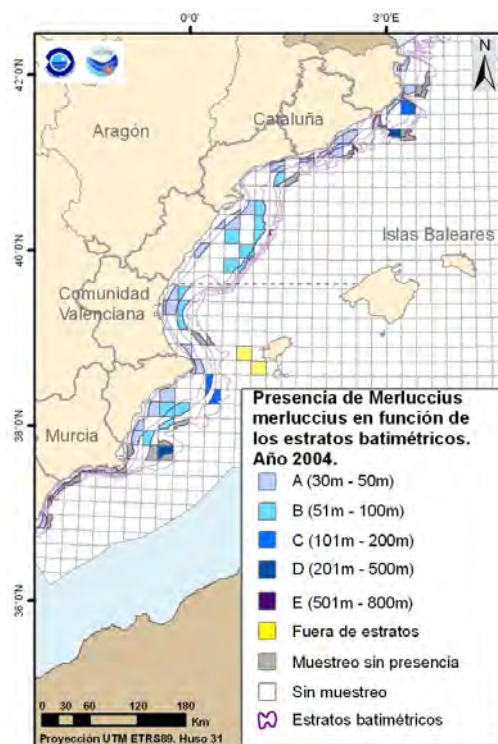 0°0'
3°0'E
42°0'N
N
Cataluña
Aragón
40°0'N
Islas Baleares
Comunidad
Valenciana
38°0'N
Murcia
36°0'N
Presencia de Merluccius
merluccius en función de
los estratos batimétricos.
Año 2004.
A (30m - 50m)
B (51m - 100m)
C (101m - 200m)
D (201m - 500m)
E (501m - 800m)
Fuera de estratos
Muestreo sin presencia
Sin muestreo
Estratos batimétricos
0 30 60 120 180
Km
Proyección UTM ETRS89. Huso 31